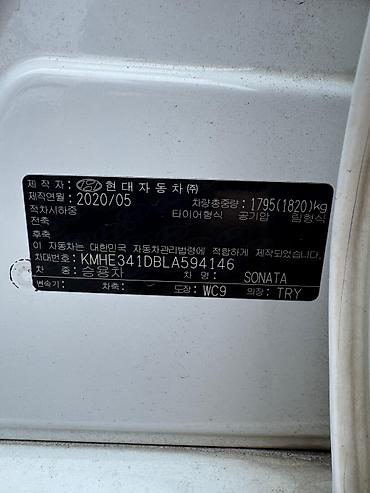 제 작 자: 현대자동차㈜
제작연월: 2020/05 차량총중량: 1795(1820)kg
적차시하중 타이어형식 공기압 림형식
전축
후축
이 자동차는 대한민국 자동차관리법령에 적합하게 제작되었습니다.
차대번호: KMHE341DBLA594146
차 종: 승용차 차 명: SONATA
변속기: 차축: 도장: WC9 의장: TRY